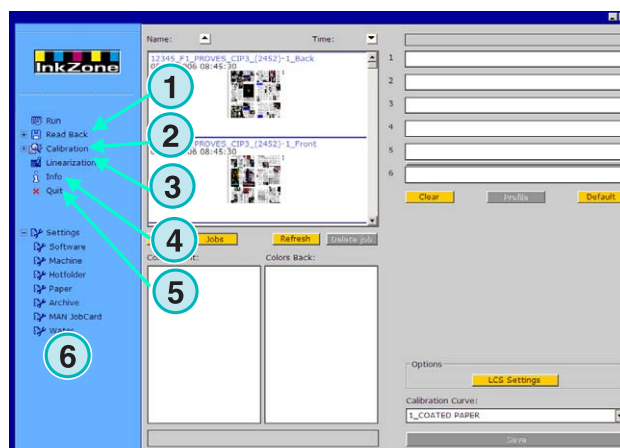 InkZone
Run
Read Back
Calibration
Linearization
Info
Quit
Settings
Software
Machine
Hotfolder
Paper
Archive
MAN JobCard
Water
1
2
3
4
5
6
Name:
Time:
12345_F1_PROVES_CIP3_(2452)-1_Back
2006 08:45:30
PROVES_CIP3_(2452)-1_Front
2006 08:45:30
Jobs
Refresh
Delete job
Colors Back:
1
2
3
4
5
6
Clear
Profile
Default
Options
LCS Settings
Calibration Curve:
1_COATED PAPER
Save